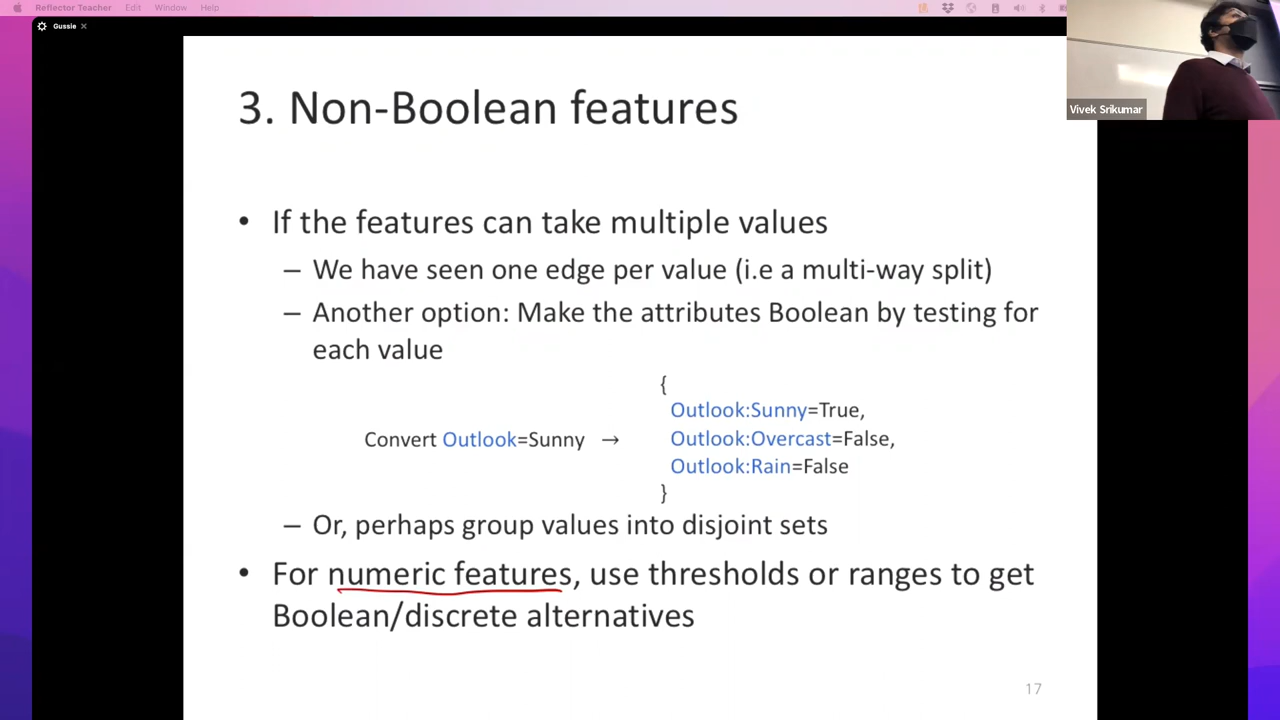 Reflector Teacher Edit Window Help
Gussie
Vivek Srikumar
3. Non-Boolean features
• If the features can take multiple values
– We have seen one edge per value (i.e a multi-way split)
– Another option: Make the attributes Boolean by testing for
each value
{
Outlook:Sunny=True,
Convert Outlook=Sunny → Outlook:Overcast=False,
Outlook:Rain=False
}
– Or, perhaps group values into disjoint sets
• For numeric features, use thresholds or ranges to get
Boolean/discrete alternatives
17